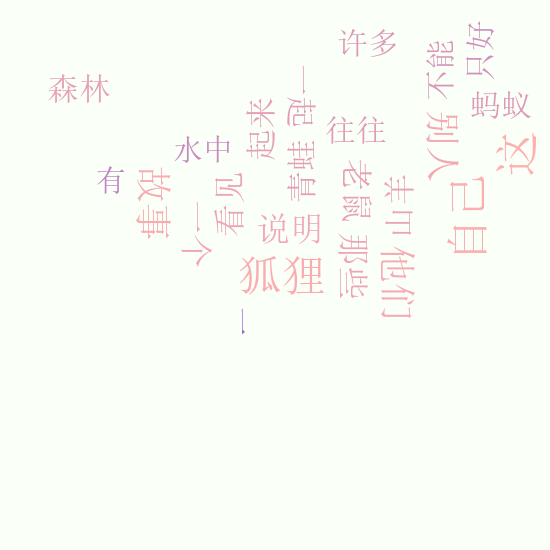 许多
只好
不能
森林
蚂蚁
一起
起来
往往
别人
这
水中
青蛙
老鼠
有
故事
看见
山羊
自己
一个
说明
那些
他们
狐狸